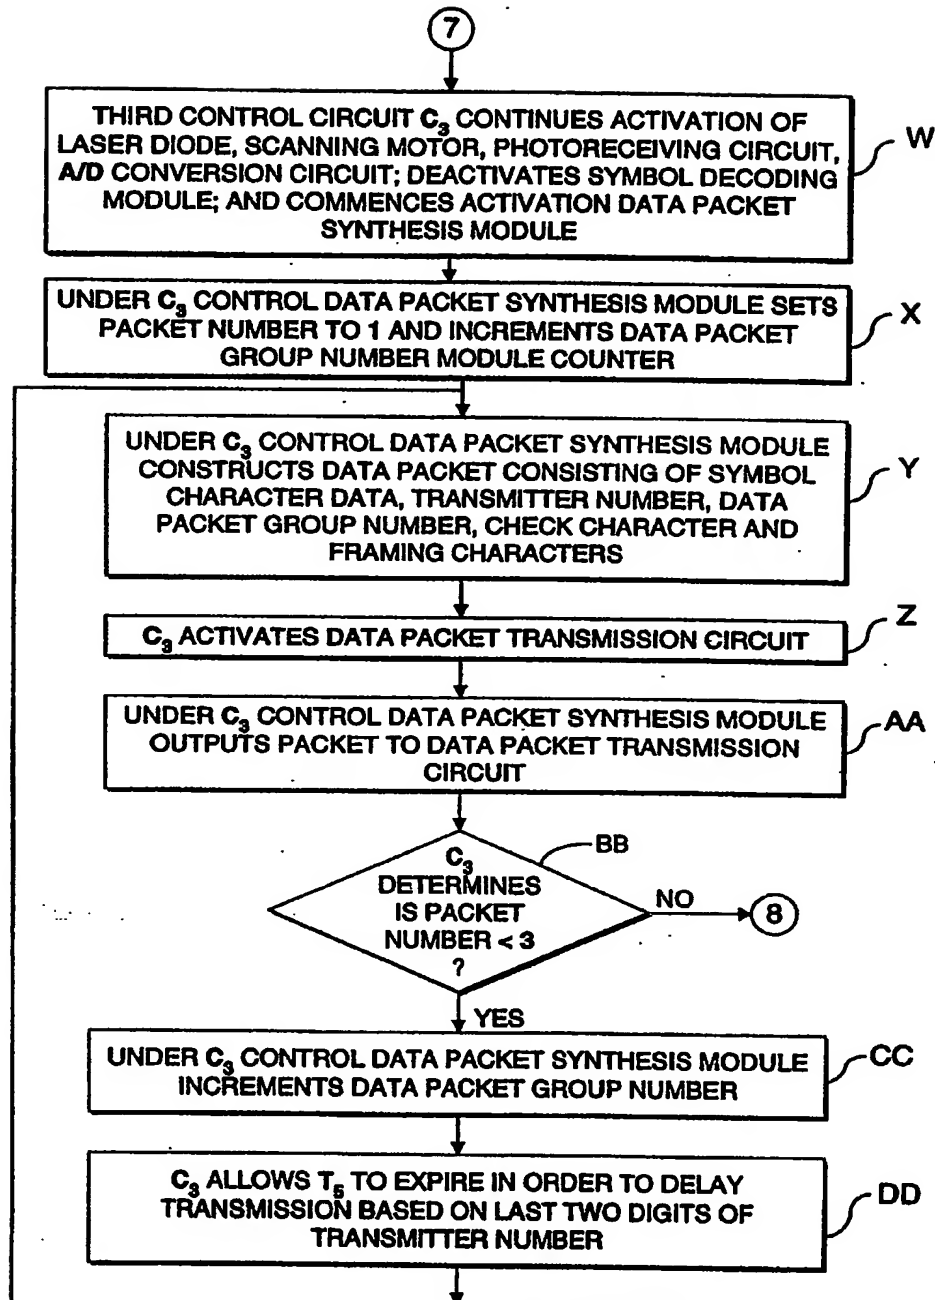 7
THIRD CONTROL CIRCUIT C₃ CONTINUES ACTIVATION OF
LASER DIODE, SCANNING MOTOR, PHOTORECEIVING CIRCUIT,
A/D CONVERSION CIRCUIT; DEACTIVATES SYMBOL DECODING
MODULE; AND COMMENCES ACTIVATION DATA PACKET
SYNTHESIS MODULE
W
UNDER C₃ CONTROL DATA PACKET SYNTHESIS MODULE SETS
PACKET NUMBER TO 1 AND INCREMENTS DATA PACKET
GROUP NUMBER MODULE COUNTER
X
UNDER C₃ CONTROL DATA PACKET SYNTHESIS MODULE
CONSTRUCTS DATA PACKET CONSISTING OF SYMBOL
CHARACTER DATA, TRANSMITTER NUMBER, DATA
PACKET GROUP NUMBER, CHECK CHARACTER AND
FRAMING CHARACTERS
Y
C₃ ACTIVATES DATA PACKET TRANSMISSION CIRCUIT
Z
UNDER C₃ CONTROL DATA PACKET SYNTHESIS MODULE
OUTPUTS PACKET TO DATA PACKET TRANSMISSION
CIRCUIT
AA
C₃
DETERMINES
IS PACKET
NUMBER < 3
?
BB
NO
8
YES
UNDER C₃ CONTROL DATA PACKET SYNTHESIS MODULE
INCREMENTS DATA PACKET GROUP NUMBER
CC
C₃ ALLOWS T₅ TO EXPIRE IN ORDER TO DELAY
TRANSMISSION BASED ON LAST TWO DIGITS OF
TRANSMITTER NUMBER
DD